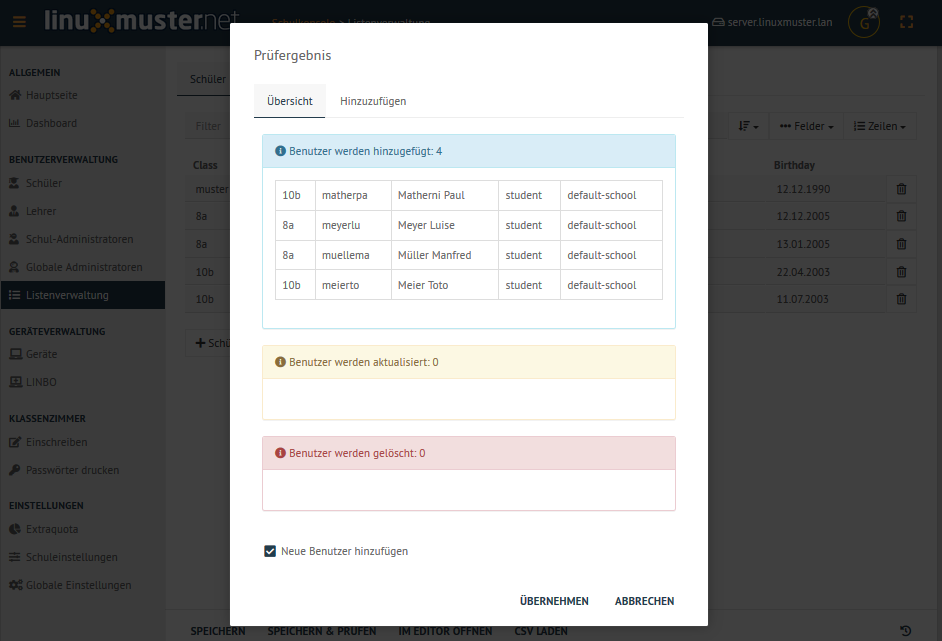 linuxmuster.net
Schulkonsole > Listenverwaltung
server.linuxmuster.lan
G
ALLGEMEIN
Hauptseite
Dashboard
BENUTZERVERWALTUNG
Schüler
Lehrer
Schul-Administratoren
Globale Administratoren
Listenverwaltung
GERÄTEVERWALTUNG
Geräte
LINBO
KLASSENZIMMER
Einschreiben
Passwörter drucken
EINSTELLUNGEN
Extraquota
Schuleinstellungen
Globale Einstellungen
Schüler
Filter
Felder
Zeilen
Class
Birthday
muster
12.12.1990
8a
12.12.2005
8a
13.01.2005
10b
22.04.2003
10b
11.07.2003
Prüfergebnis
Übersicht Hinzuzufügen
Benutzer werden hinzugefügt: 4
10b matherpa Matherni Paul student default-school
8a meyerlu Meyer Luise student default-school
8a muellema Müller Manfred student default-school
10b meierto Meier Toto student default-school
Benutzer werden aktualisiert: 0
Benutzer werden gelöscht: 0
Neue Benutzer hinzufügen
ÜBERNEHMEN ABBRECHEN
SPEICHERN SPEICHERN & PRÜFEN IM EDITOR ÖFFNEN CSV LADEN